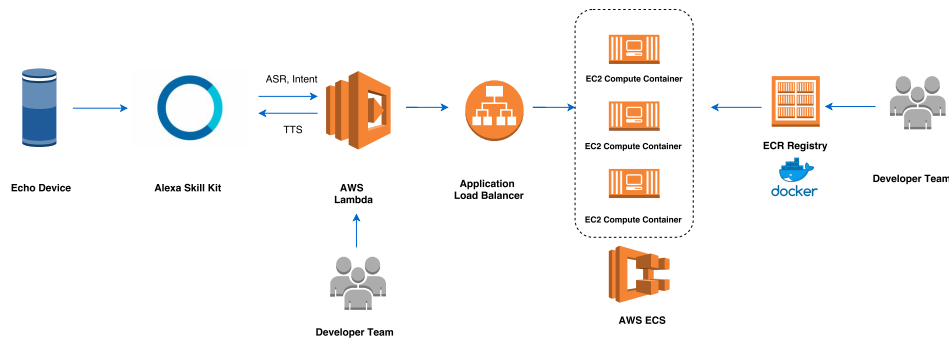 Echo Device
Alexa Skill Kit
ASR, Intent
TTS
AWS
Lambda
Developer Team
Application
Load Balancer
EC2 Compute Container
EC2 Compute Container
EC2 Compute Container
AWS ECS
ECR Registry
docker
Developer Team